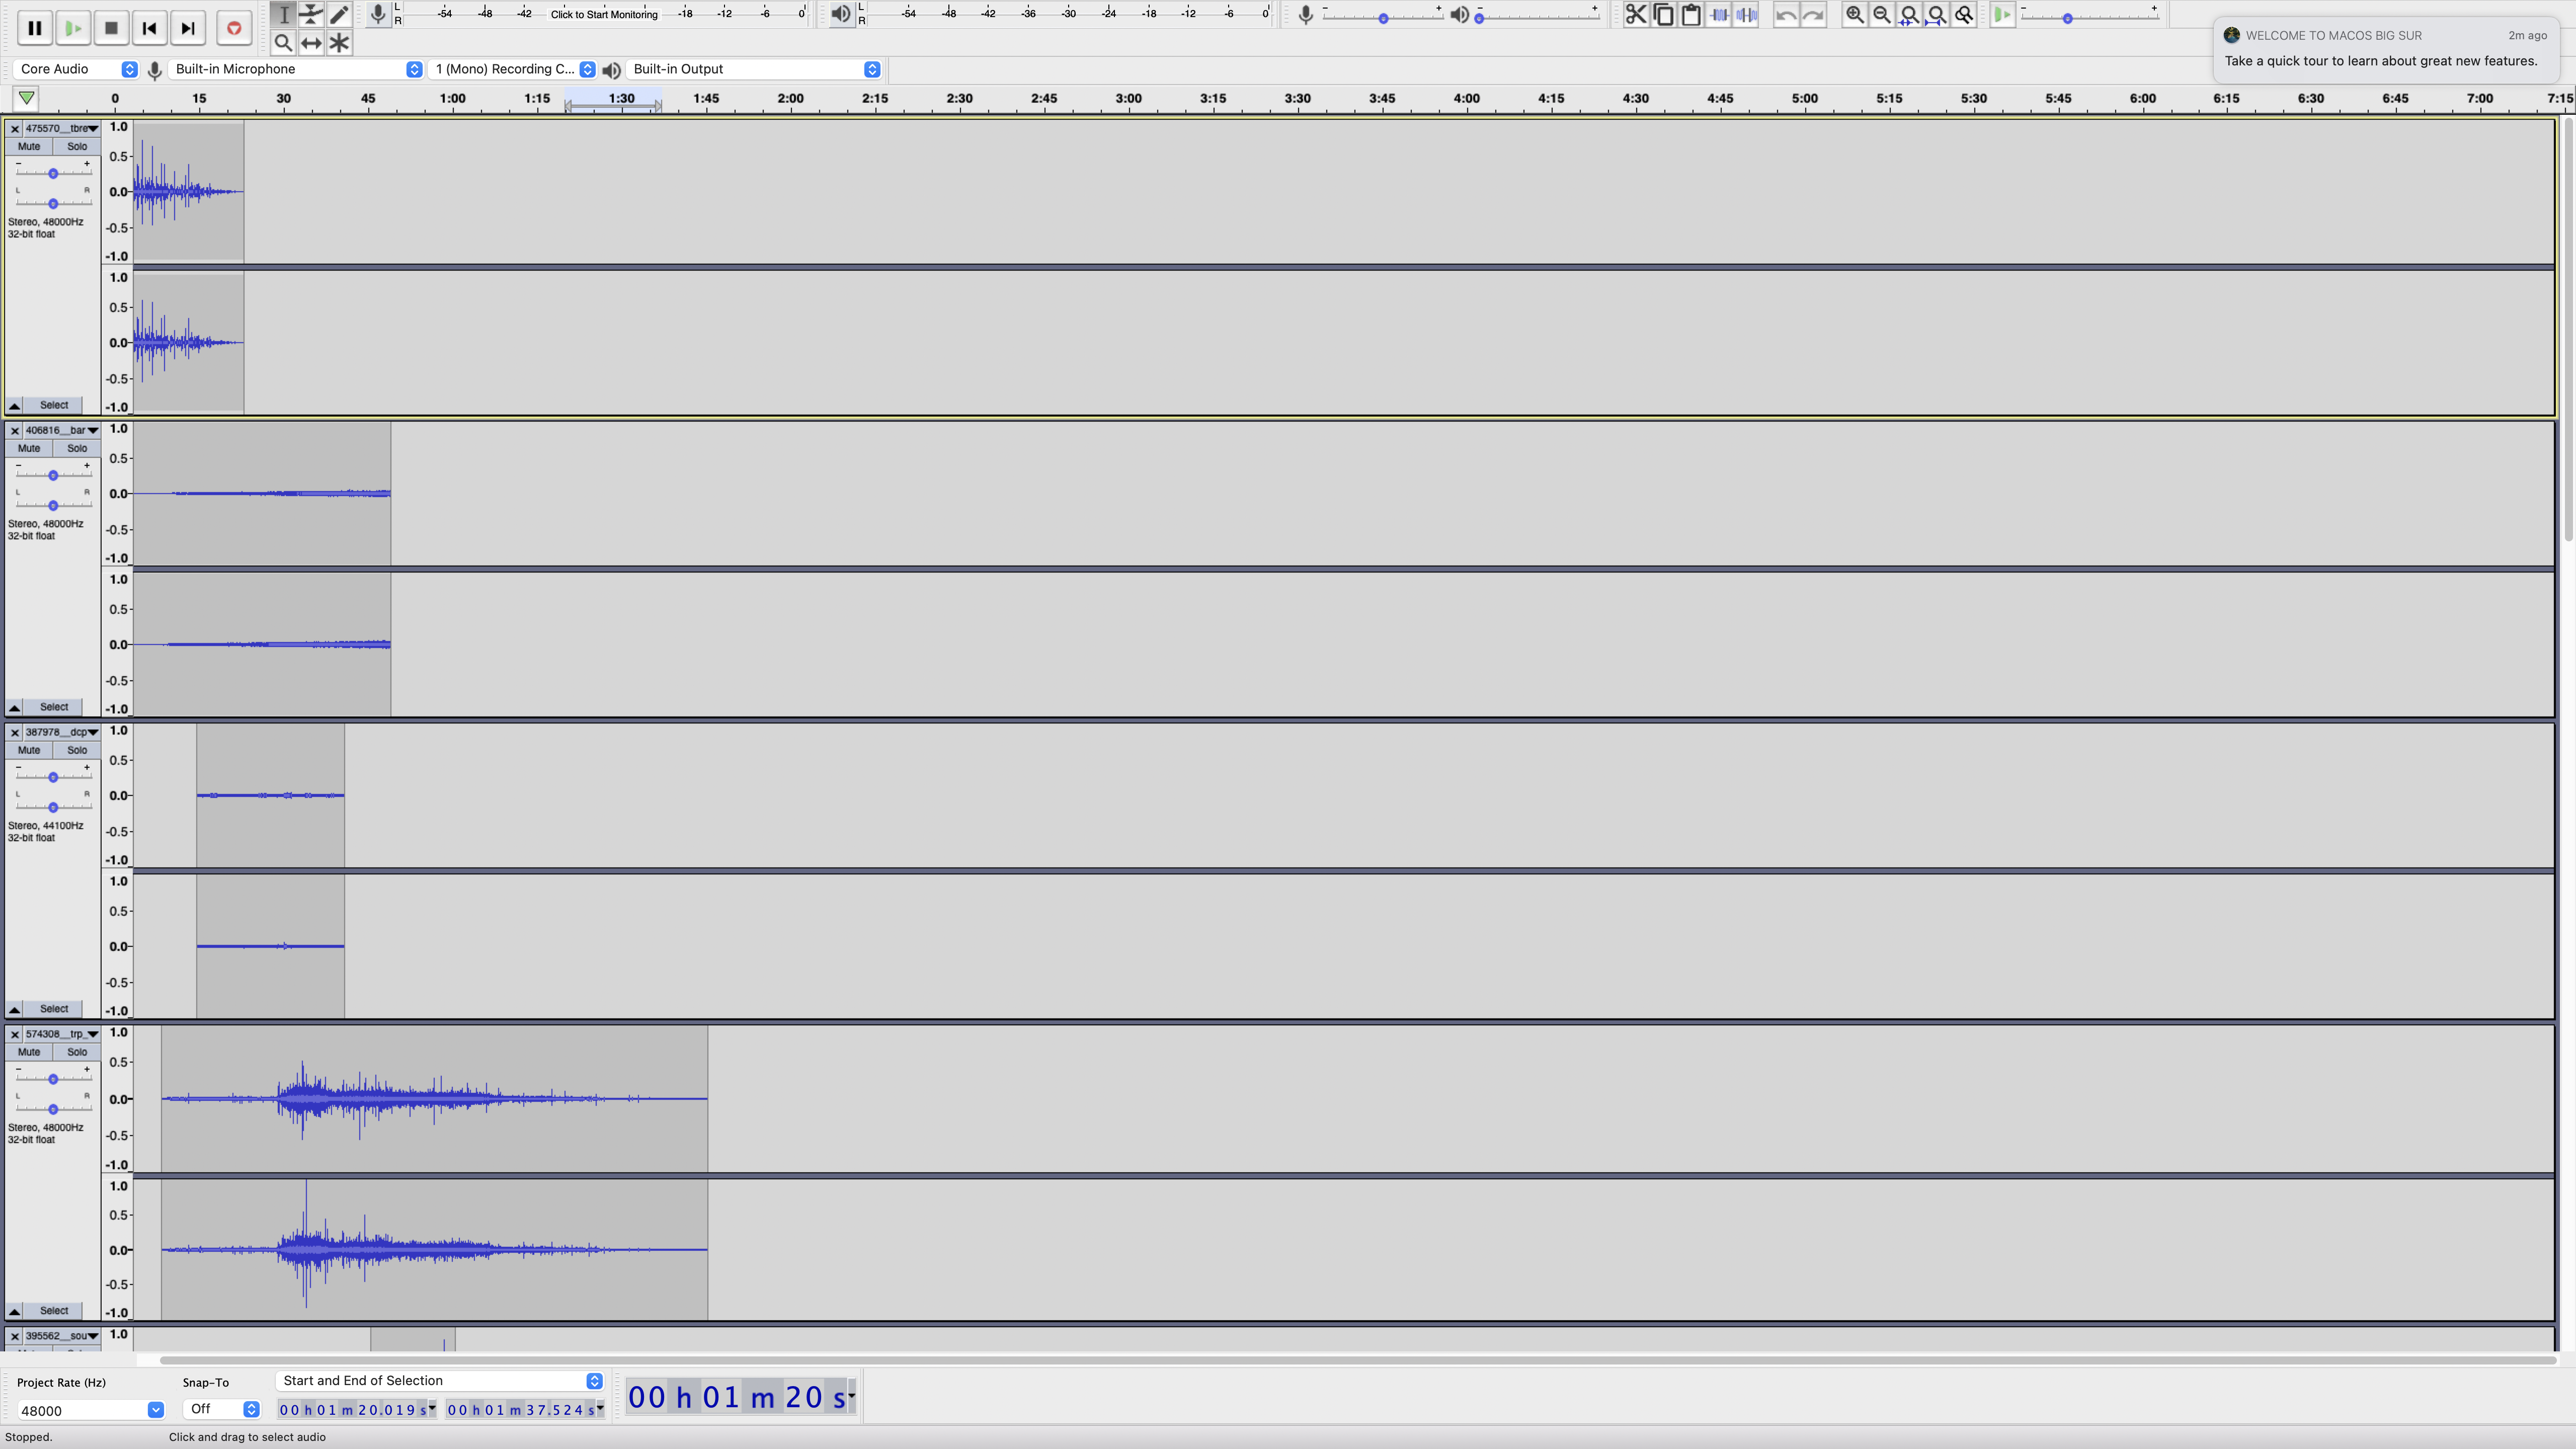 L
R
-54 -48 -42 Click to Start Monitoring -18 -12 -6 0
L
R
-54 -48 -42 -36 -30 -24 -18 -12 -6 0
- +
- +
- +
WELCOME TO MACOS BIG SUR 2m ago
Take a quick tour to learn about great new features.
Core Audio Built-in Microphone 1 (Mono) Recording C... Built-in Output
0 15 30 45 1:00 1:15 1:30 1:45 2:00 2:15 2:30 2:45 3:00 3:15 3:30 3:45 4:00 4:15 4:30 4:45 5:00 5:15 5:30 5:45 6:00 6:15 6:30 6:45 7:00 7:15
475570__tbre
Mute Solo
- +
L R
Stereo, 48000Hz
32-bit float
Select
1.0
0.5
0.0
-0.5
-1.0
1.0
0.5
0.0
-0.5
-1.0
406816__bar
Mute Solo
- +
L R
Stereo, 48000Hz
32-bit float
Select
1.0
0.5
0.0
-0.5
-1.0
1.0
0.5
0.0
-0.5
-1.0
387978__dcp
Mute Solo
- +
L R
Stereo, 44100Hz
32-bit float
Select
1.0
0.5
0.0
-0.5
-1.0
1.0
0.5
0.0
-0.5
-1.0
574308__trp_
Mute Solo
- +
L R
Stereo, 48000Hz
32-bit float
Select
1.0
0.5
0.0
-0.5
-1.0
1.0
0.5
0.0
-0.5
-1.0
395562__sou
1.0
Project Rate (Hz) Snap-To Start and End of Selection
48000 Off 00 h 01 m 20.019 s 00 h 01 m 37.524 s 00 h 01 m 20 s
Stopped. Click and drag to select audio